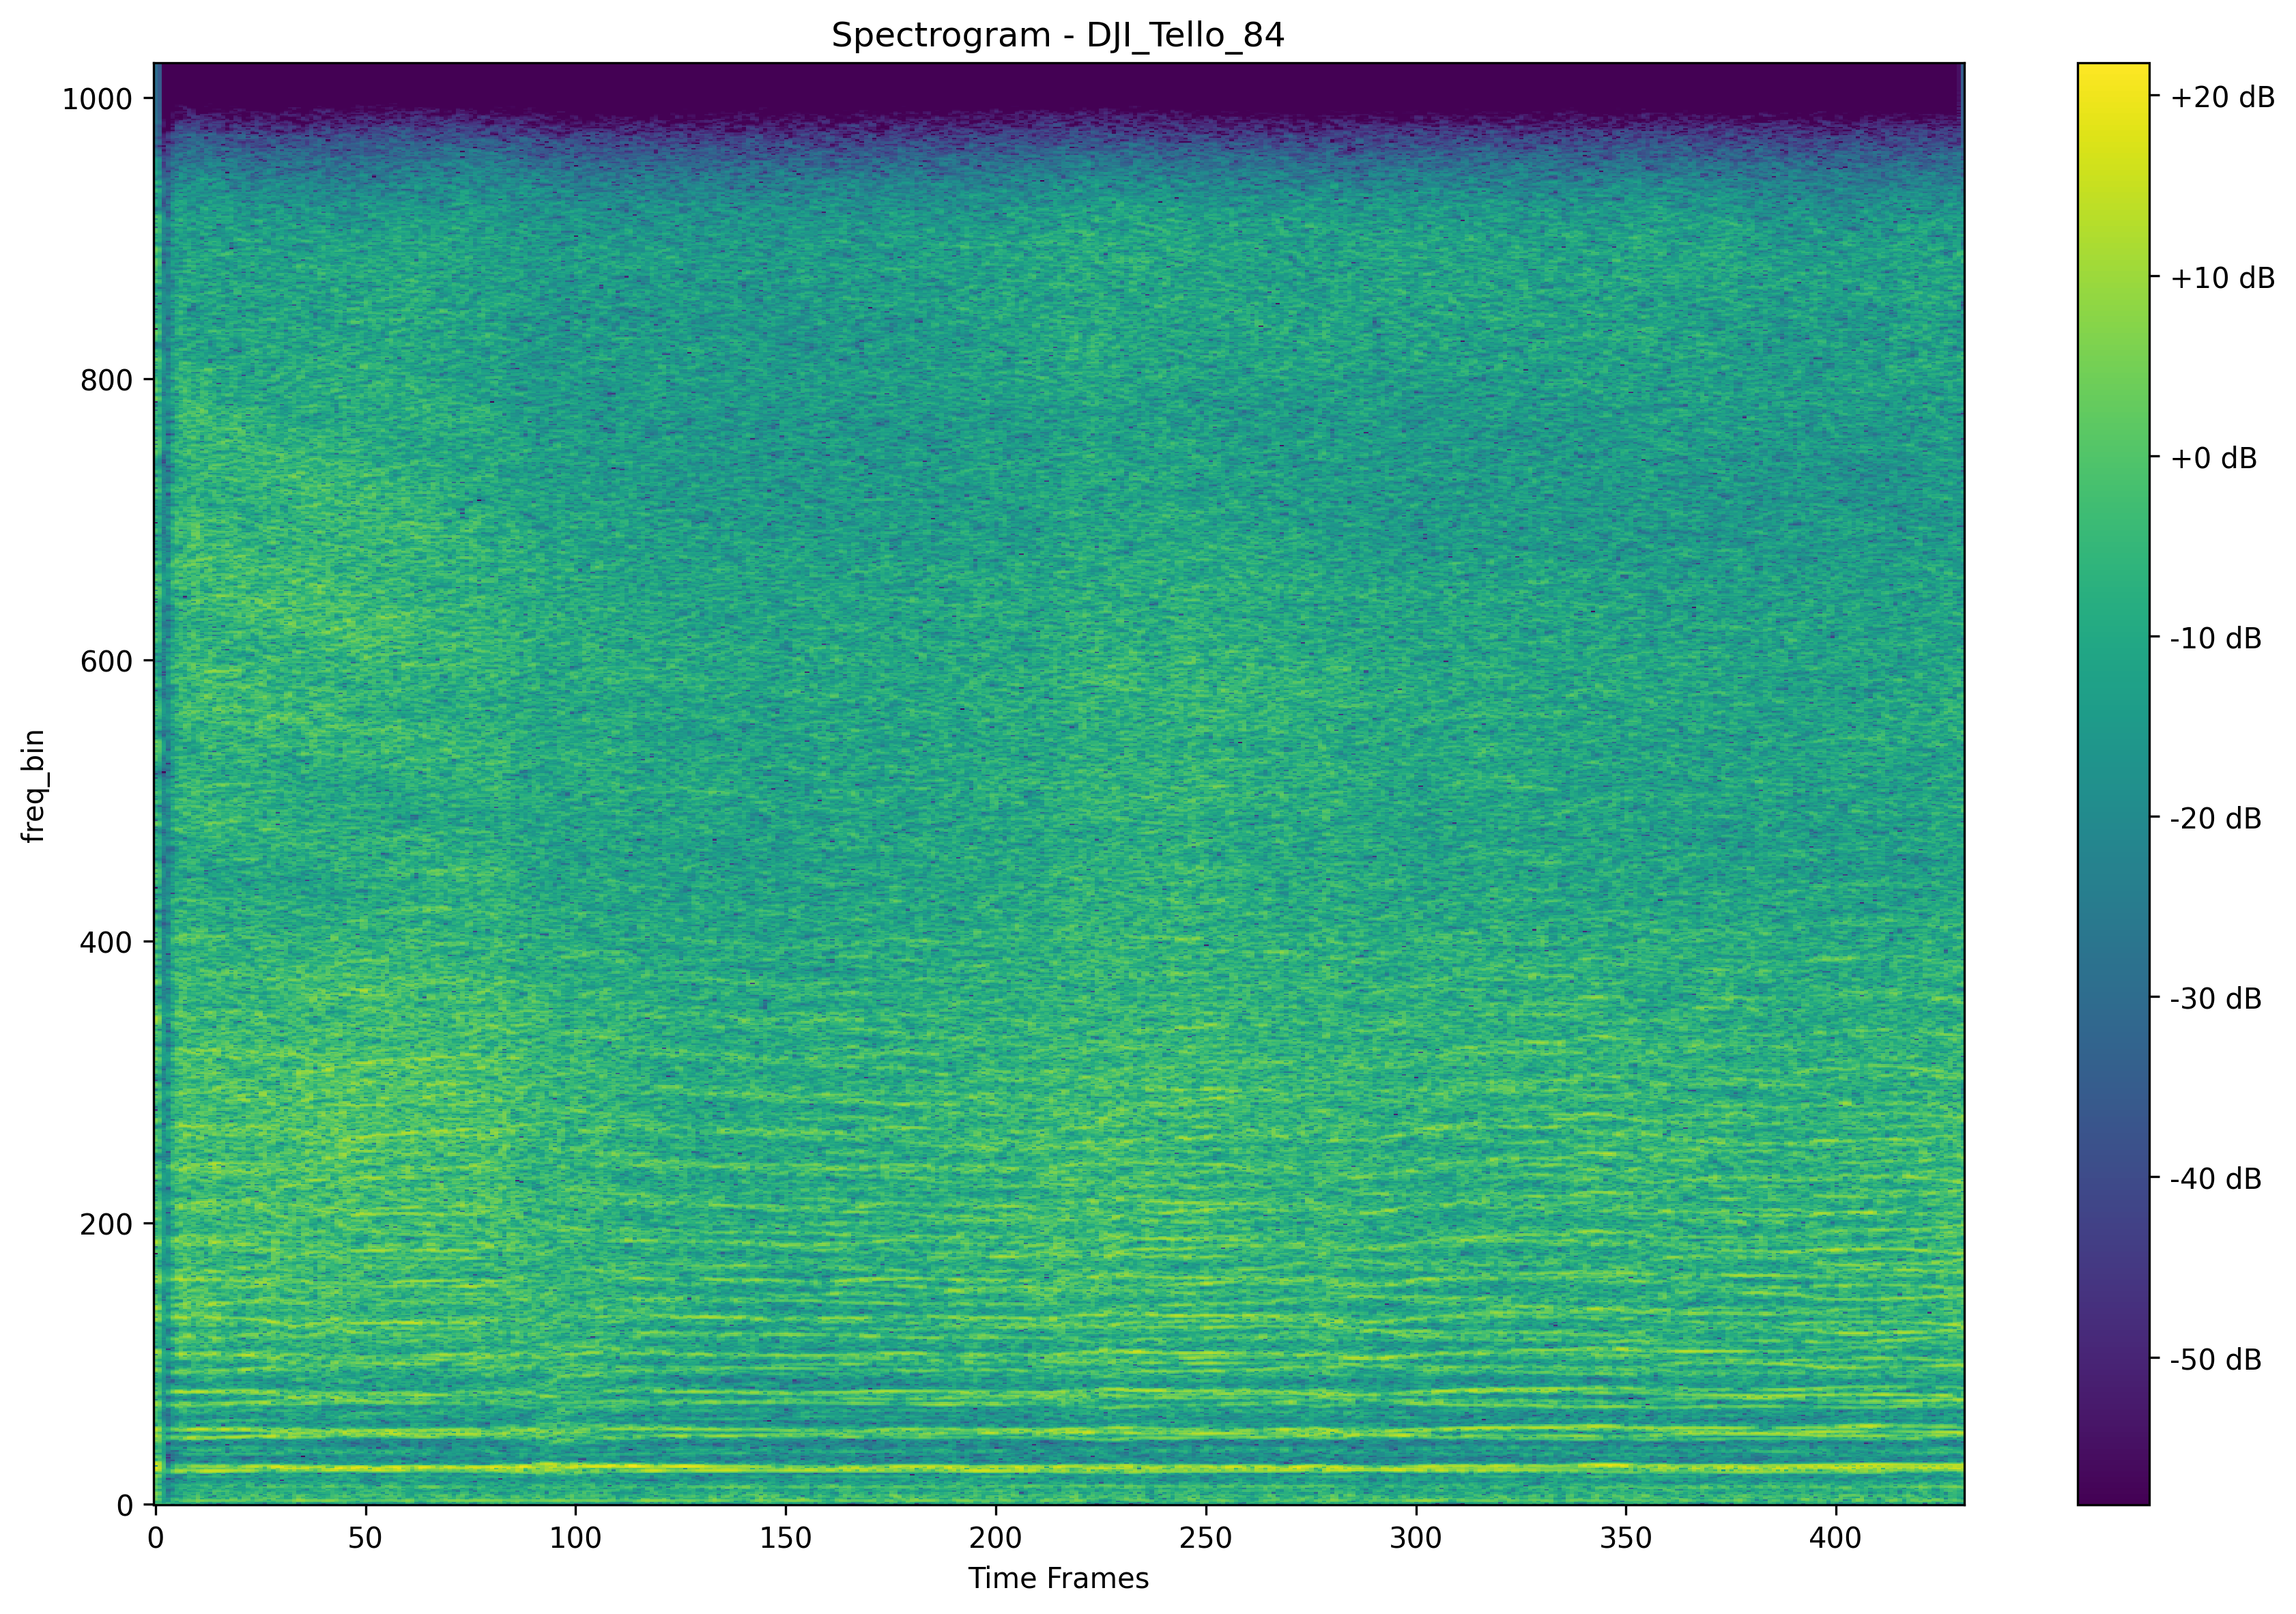 Spectrogram - DJI_Tello_84
1000
800
600
400
200
0
freq_bin
0 50 100 150 200 250 300 350 400
Time Frames
+20 dB
+10 dB
+0 dB
-10 dB
-20 dB
-30 dB
-40 dB
-50 dB